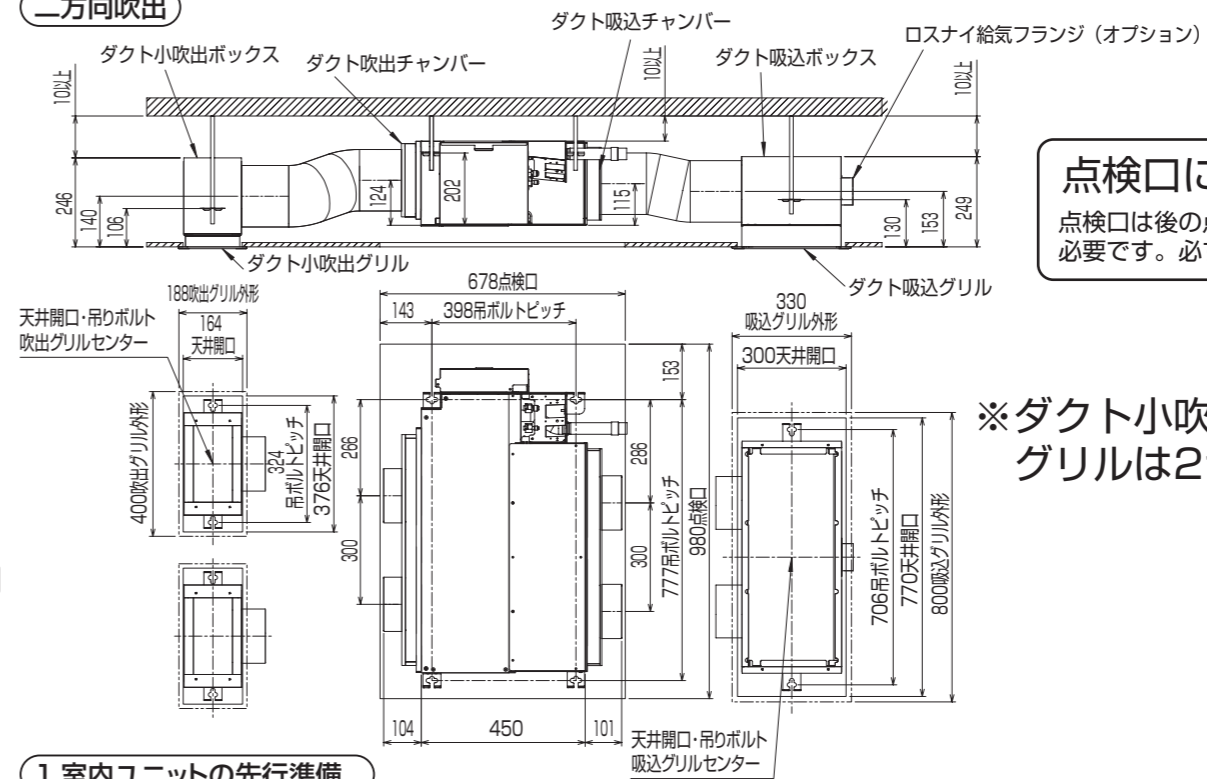 二方向吹出
ダクト吸込チャンバー
ロスナイ給気フランジ（オプション）
ダクト小吹出ボックス
ダクト吹出チャンバー
ダクト吸込ボックス
10以上
10以上
10以上
246
140
106
124
202
115
130
153
249
点検口に
点検口は後の点
必要です。必
ダクト小吹出グリル
ダクト吸込グリル
188吹出グリル外形
164
天井開口
天井開口・吊りボルト
吹出グリルセンター
678点検口
143
398吊ボルトピッチ
330
吸込グリル外形
300天井開口
153
400吹出グリル外形
324
吊ボルトピッチ
376天井開口
266
300
286
300
777吊ボルトピッチ
980点検口
706吊ボルトピッチ
770天井開口
800吸込グリル外形
※ダクト小吹
グリルは2
104
450
101
天井開口・吊りボルト
吸込グリルセンター
1.室内ユニットの先行準備